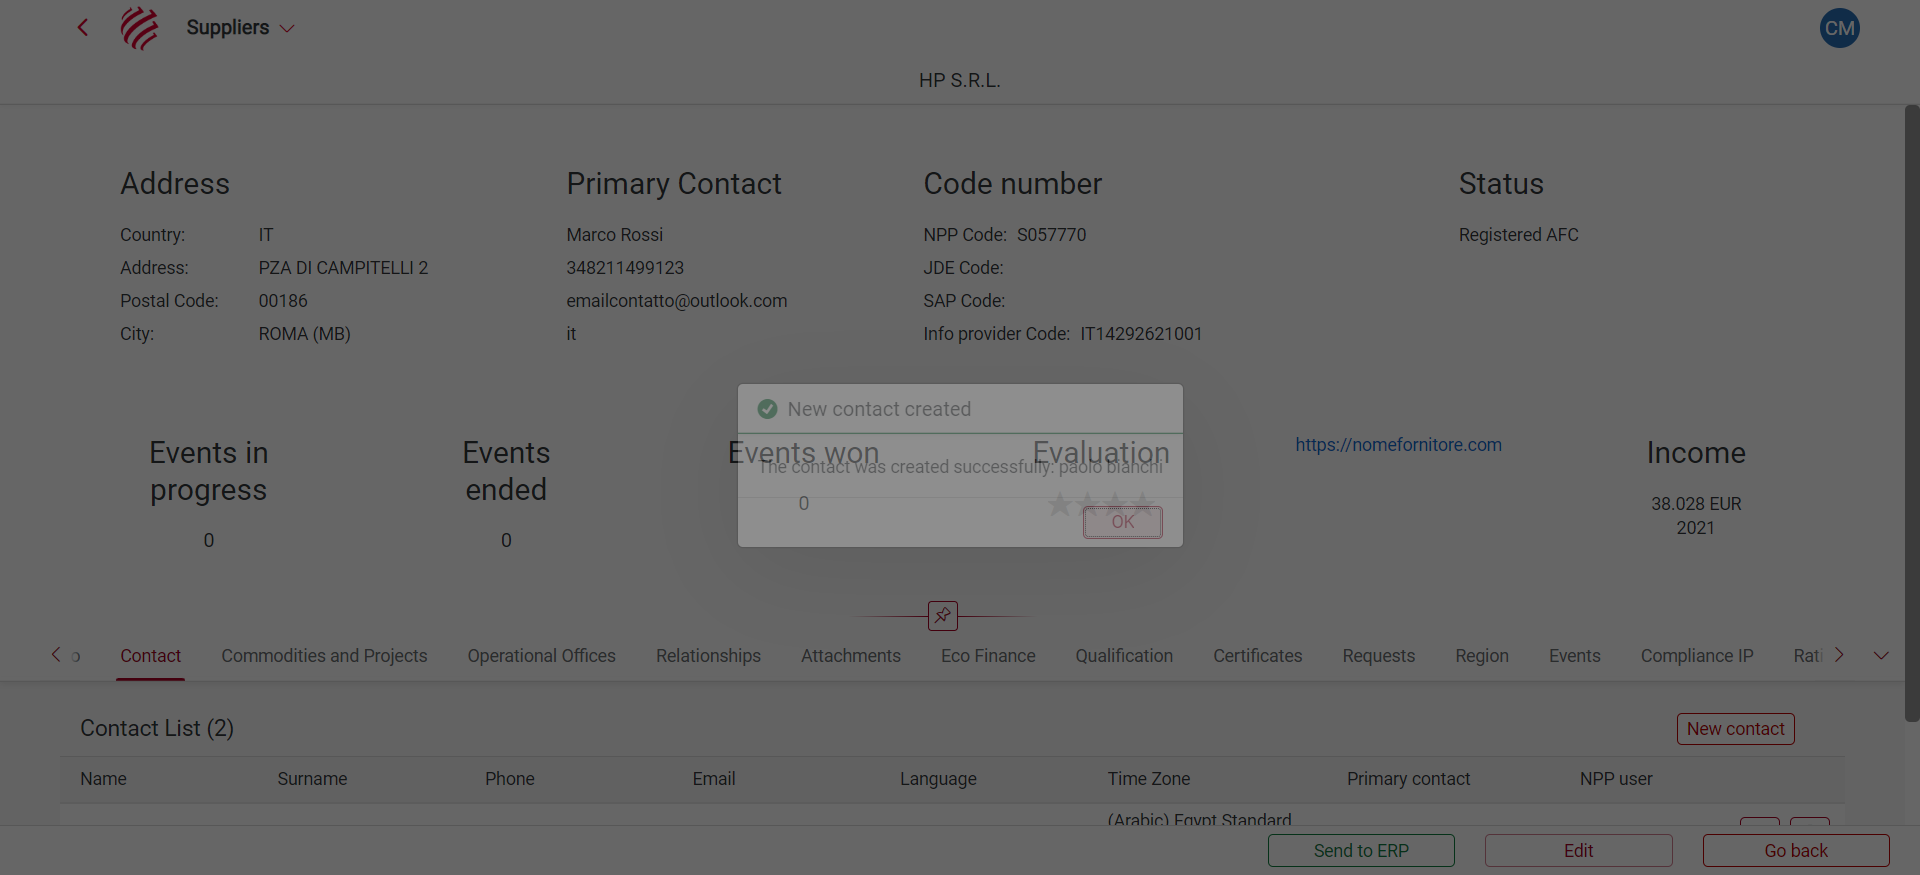 Suppliers
CM
HP S.R.L.
Address
Country: IT
Address: PZA DI CAMPITELLI 2
Postal Code: 00186
City: ROMA (MB)
Primary Contact
Marco Rossi
348211499123
emailcontatto@outlook.com
it
Code number
NPP Code: S057770
JDE Code:
SAP Code:
Info provider Code: IT14292621001
Status
Registered AFC
New contact created
The contact was created successfully: paolo bianchi
OK
Events in
progress
0
Events
ended
0
Events won
0
Evaluation
https://nomefornitore.com
Income
38.028 EUR
2021
o
Contact
Commodities and Projects
Operational Offices
Relationships
Attachments
Eco Finance
Qualification
Certificates
Requests
Region
Events
Compliance IP
Rati
Contact List (2)
New contact
Name Surname Phone Email Language Time Zone Primary contact NPP user
(Arabic) Egypt Standard
Send to ERP
Edit
Go back